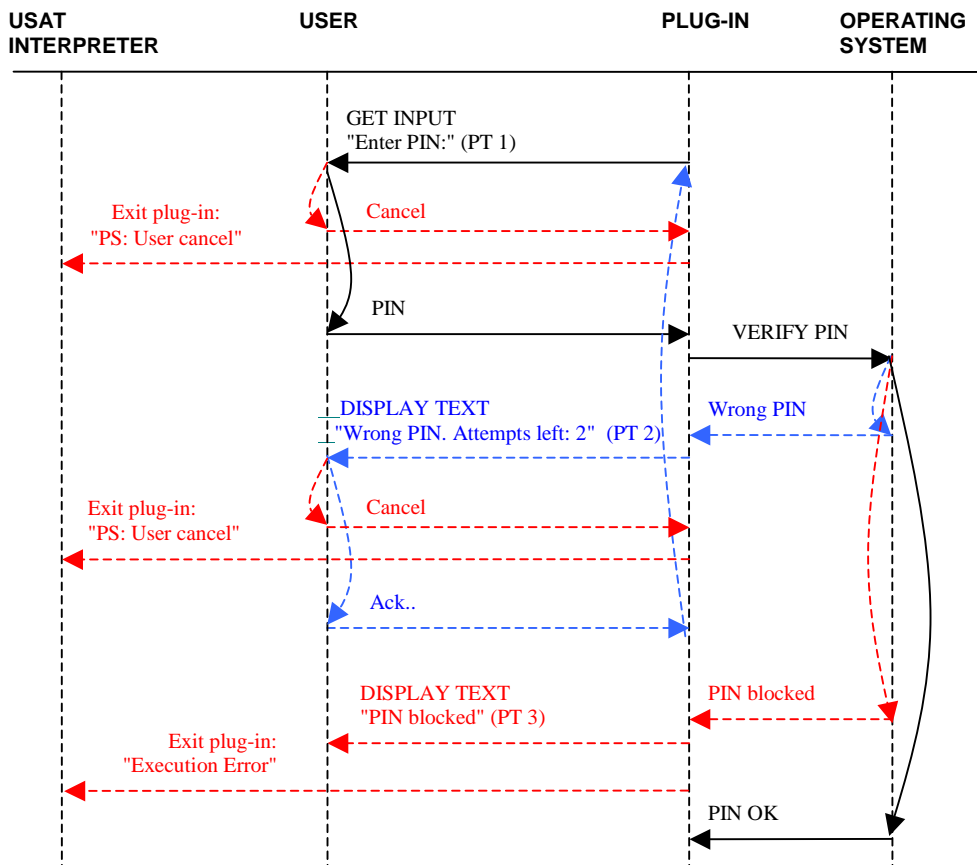 USAT
INTERPRETER
USER
PLUG-IN
OPERATING
SYSTEM
GET INPUT
"Enter PIN:" (PT 1)
Exit plug-in:
"PS: User cancel"
Cancel
PIN
VERIFY PIN
DISPLAY TEXT
"Wrong PIN. Attempts left: 2" (PT 2)
Wrong PIN
Exit plug-in:
"PS: User cancel"
Cancel
Ack..
DISPLAY TEXT
"PIN blocked" (PT 3)
PIN blocked
Exit plug-in:
"Execution Error"
PIN OK